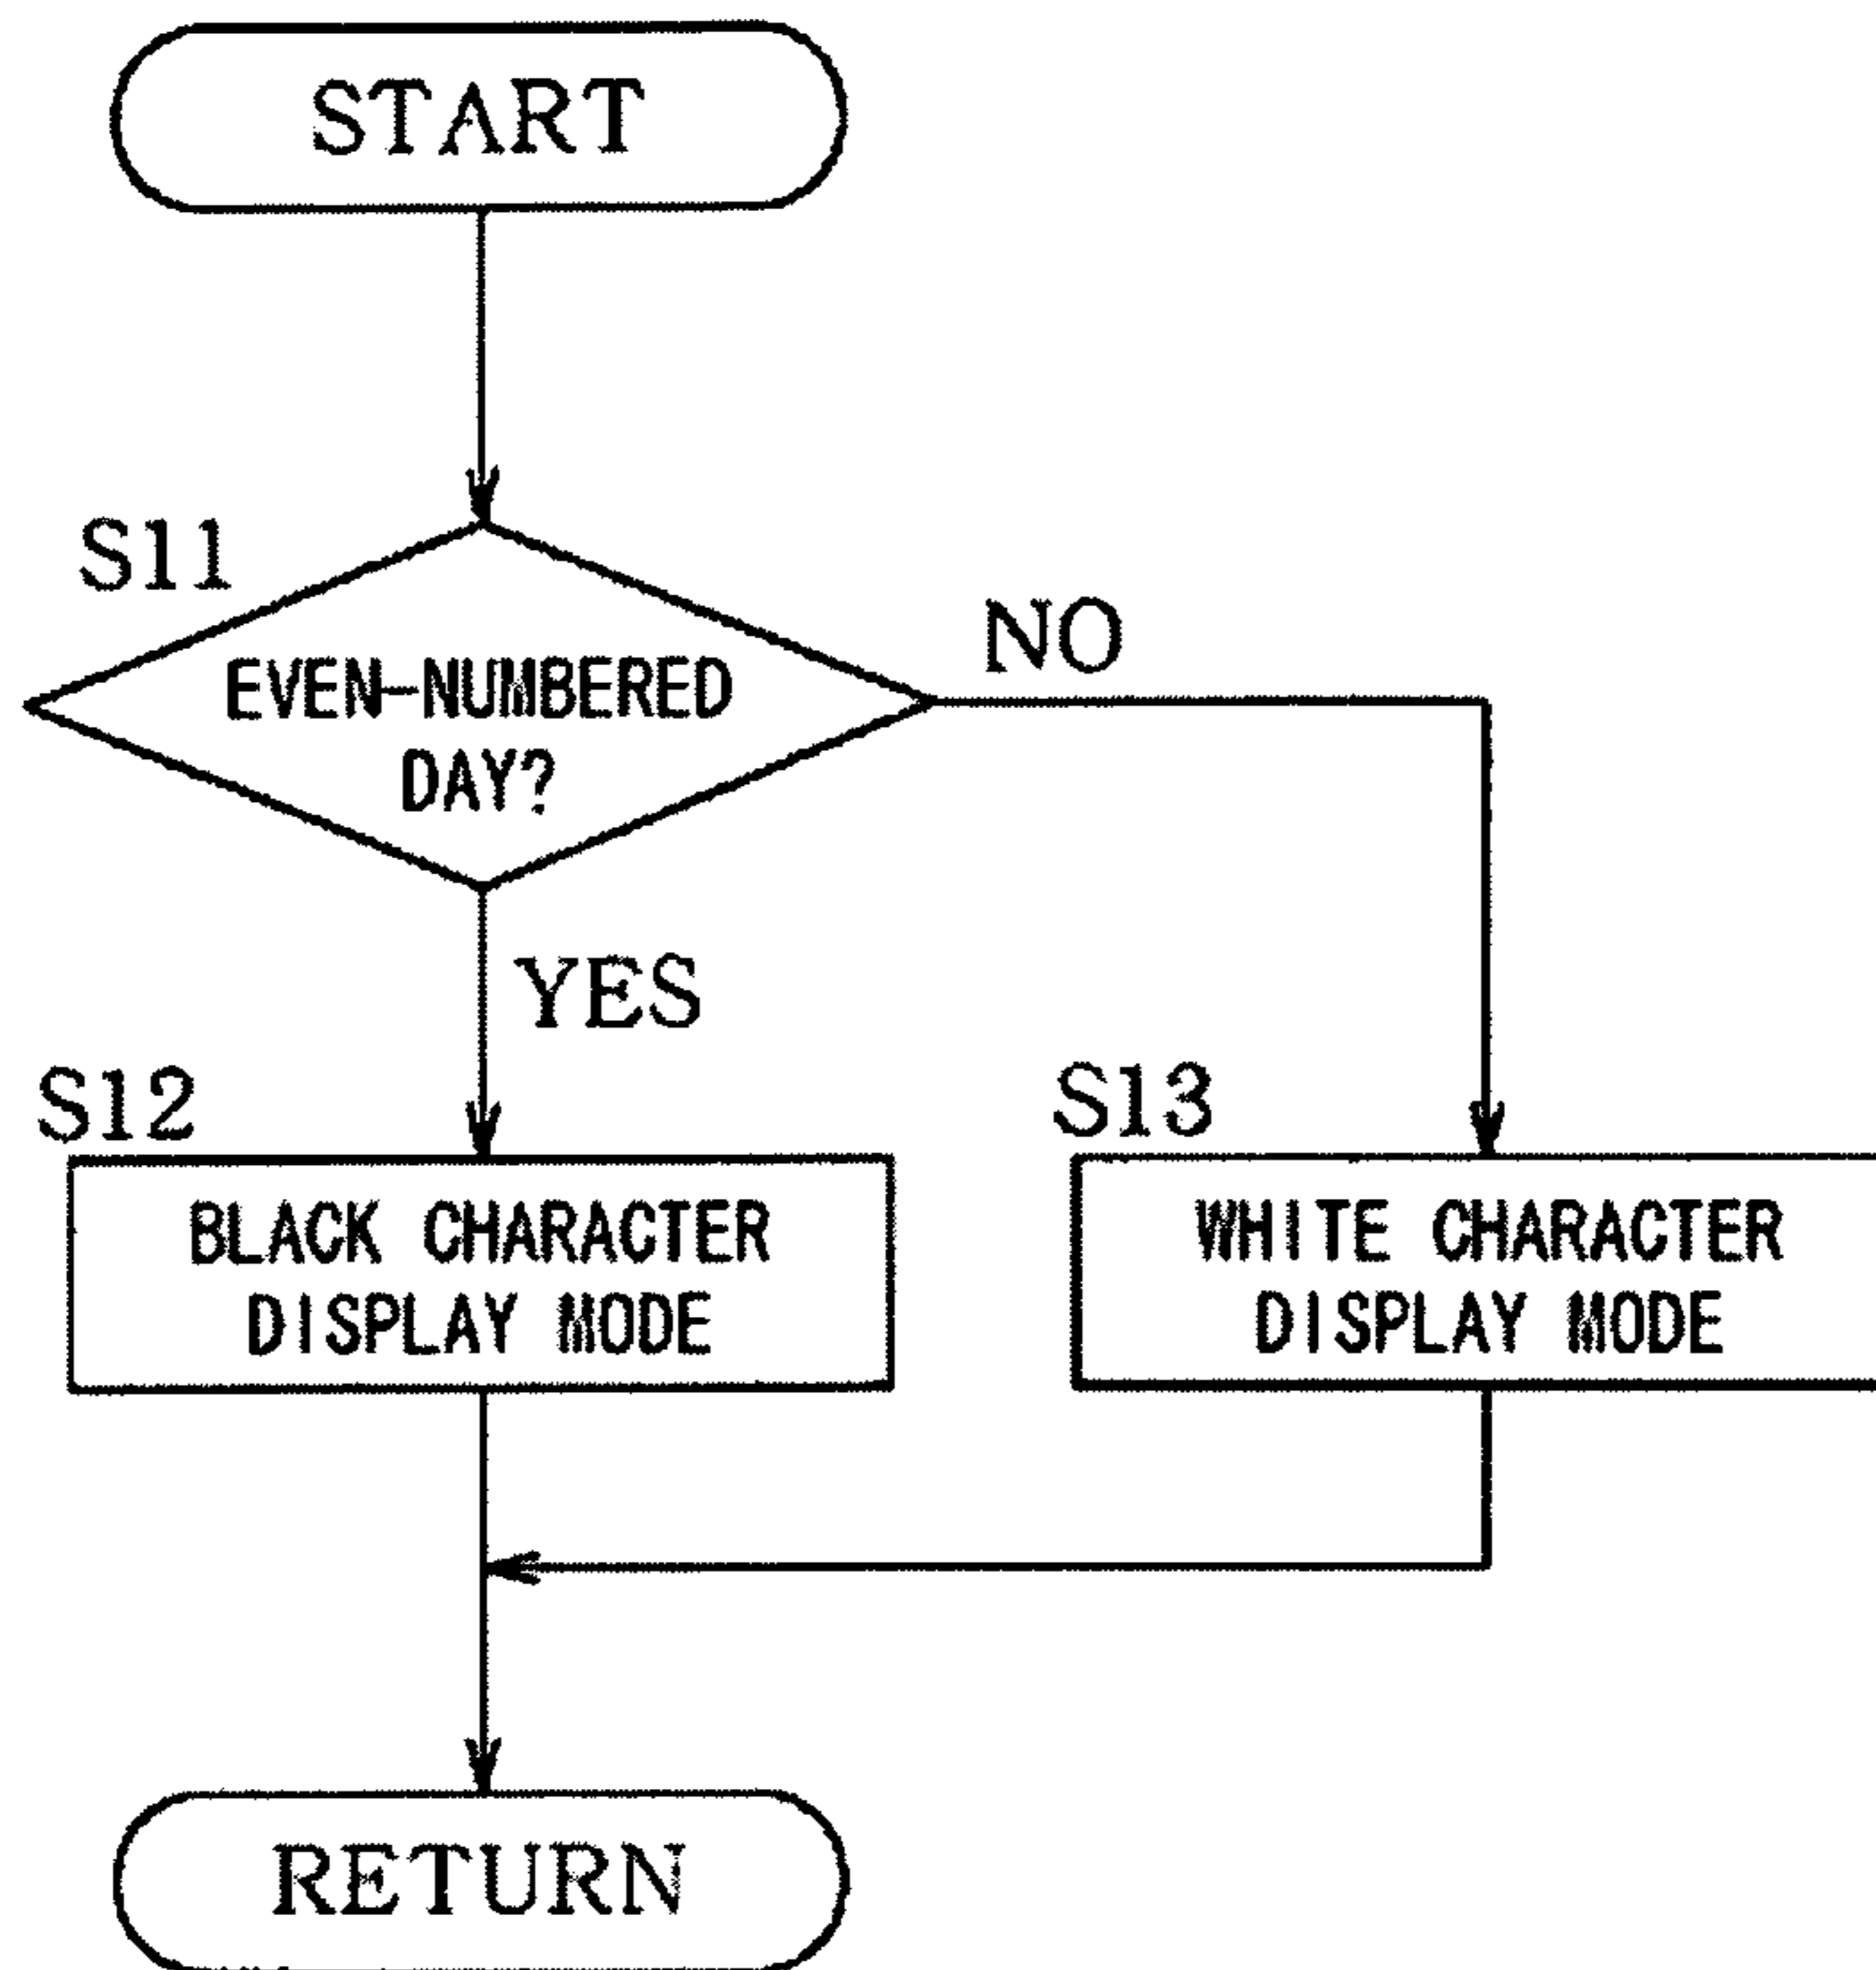 START
S11
EVEN-NUMBERED
DAY?
NO
YES
S12
BLACK CHARACTER
DISPLAY MODE
S13
WHITE CHARACTER
DISPLAY MODE
RETURN